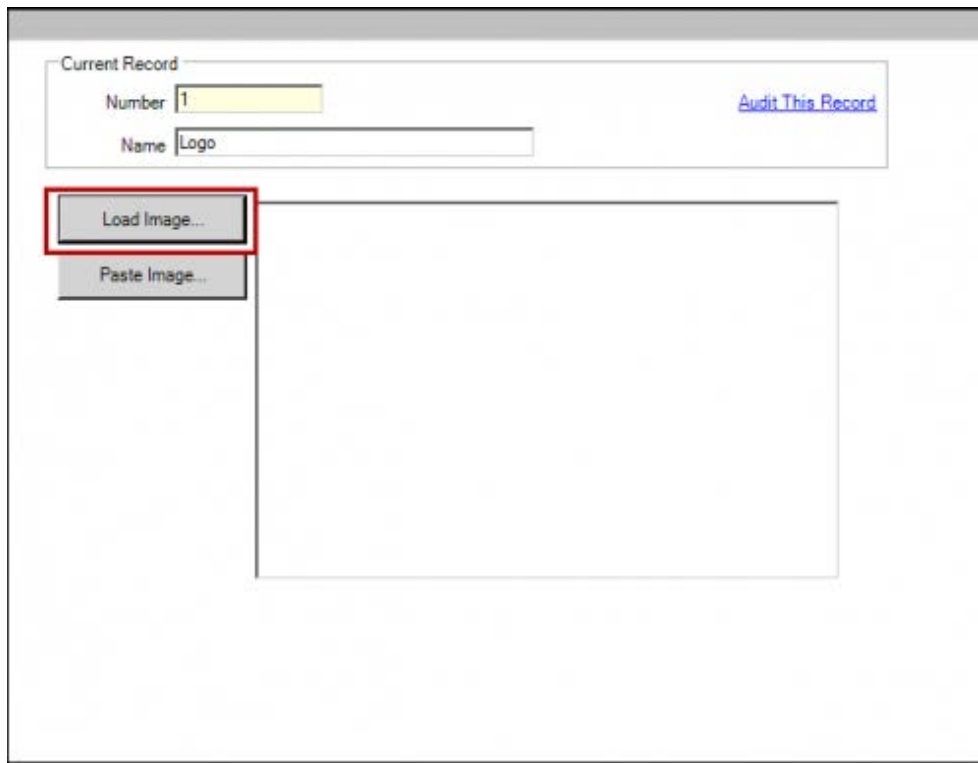 Current Record
Number 1
Audit This Record
Name Logo
Load Image...
Paste Image...